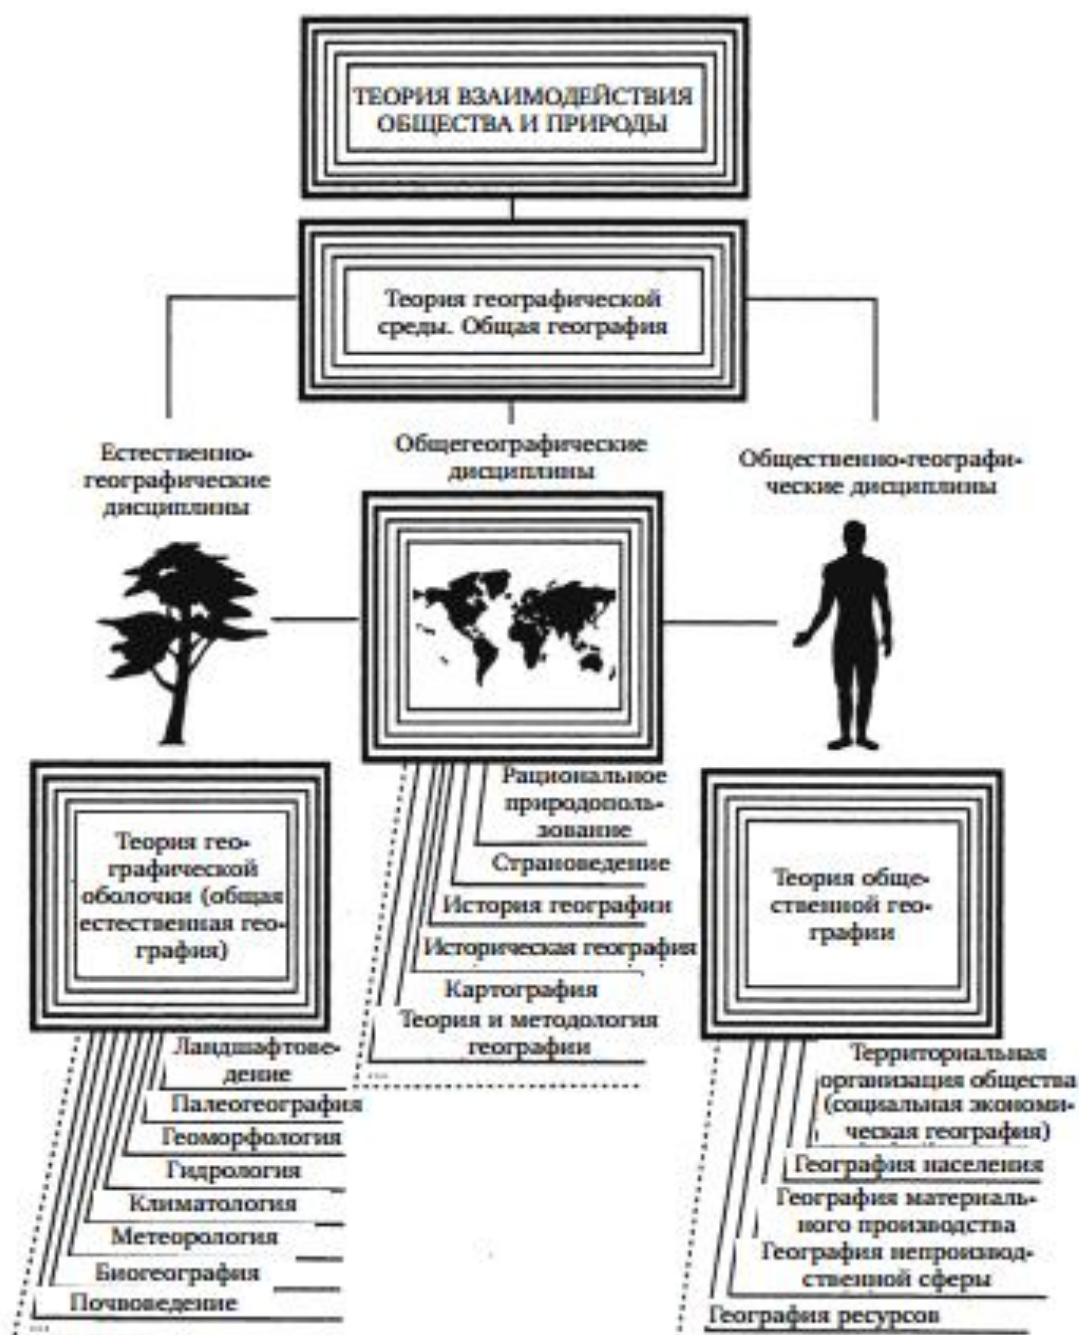 ТЕОРИЯ ВЗАИМОДЕЙСТВИЯ
ОБЩЕСТВА И ПРИРОДЫ
Теория географической
среды. Общая география
Естественно-
географические
дисциплины
Общегеографические
дисциплины
Общественно-географи-
ческие дисциплины
Теория гео-
графической
оболочки (общая
естественная гео-
графия)
Ландшафтове-
дение
Палеогеография
Геоморфология
Гидрология
Климатология
Метеорология
Биогеография
Почвоведение
...
Рациональное
природополь-
зование
Страноведение
История географии
Историческая география
Картография
Теория и методология
географии
...
Теория обще-
ственной гео-
графии
Территориальная
организация общества
(социальная экономи-
ческая география)
География населения
География материаль-
ного производства
География непроизвод-
ственной сферы
География ресурсов